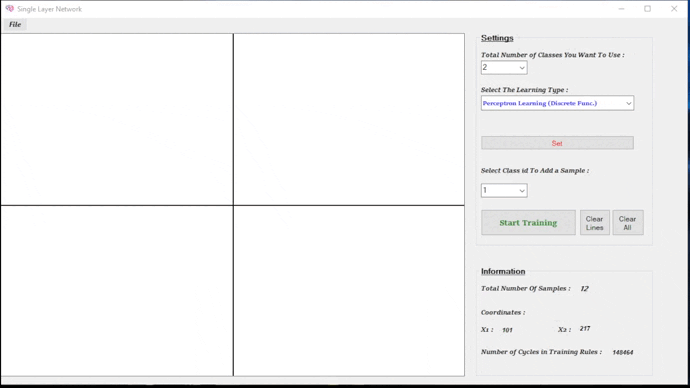 Single Layer Network
File
Settings
Total Number of Classes You Want To Use :
2
Select The Learning Type :
Perceptron Learning (Discrete Func.)
Set
Select Class id To Add a Sample :
1
Start Training
Clear Lines
Clear All
Information
Total Number Of Samples : 12
Coordinates :
X1 : 101 X2 : 217
Number of Cycles in Training Rules : 148464